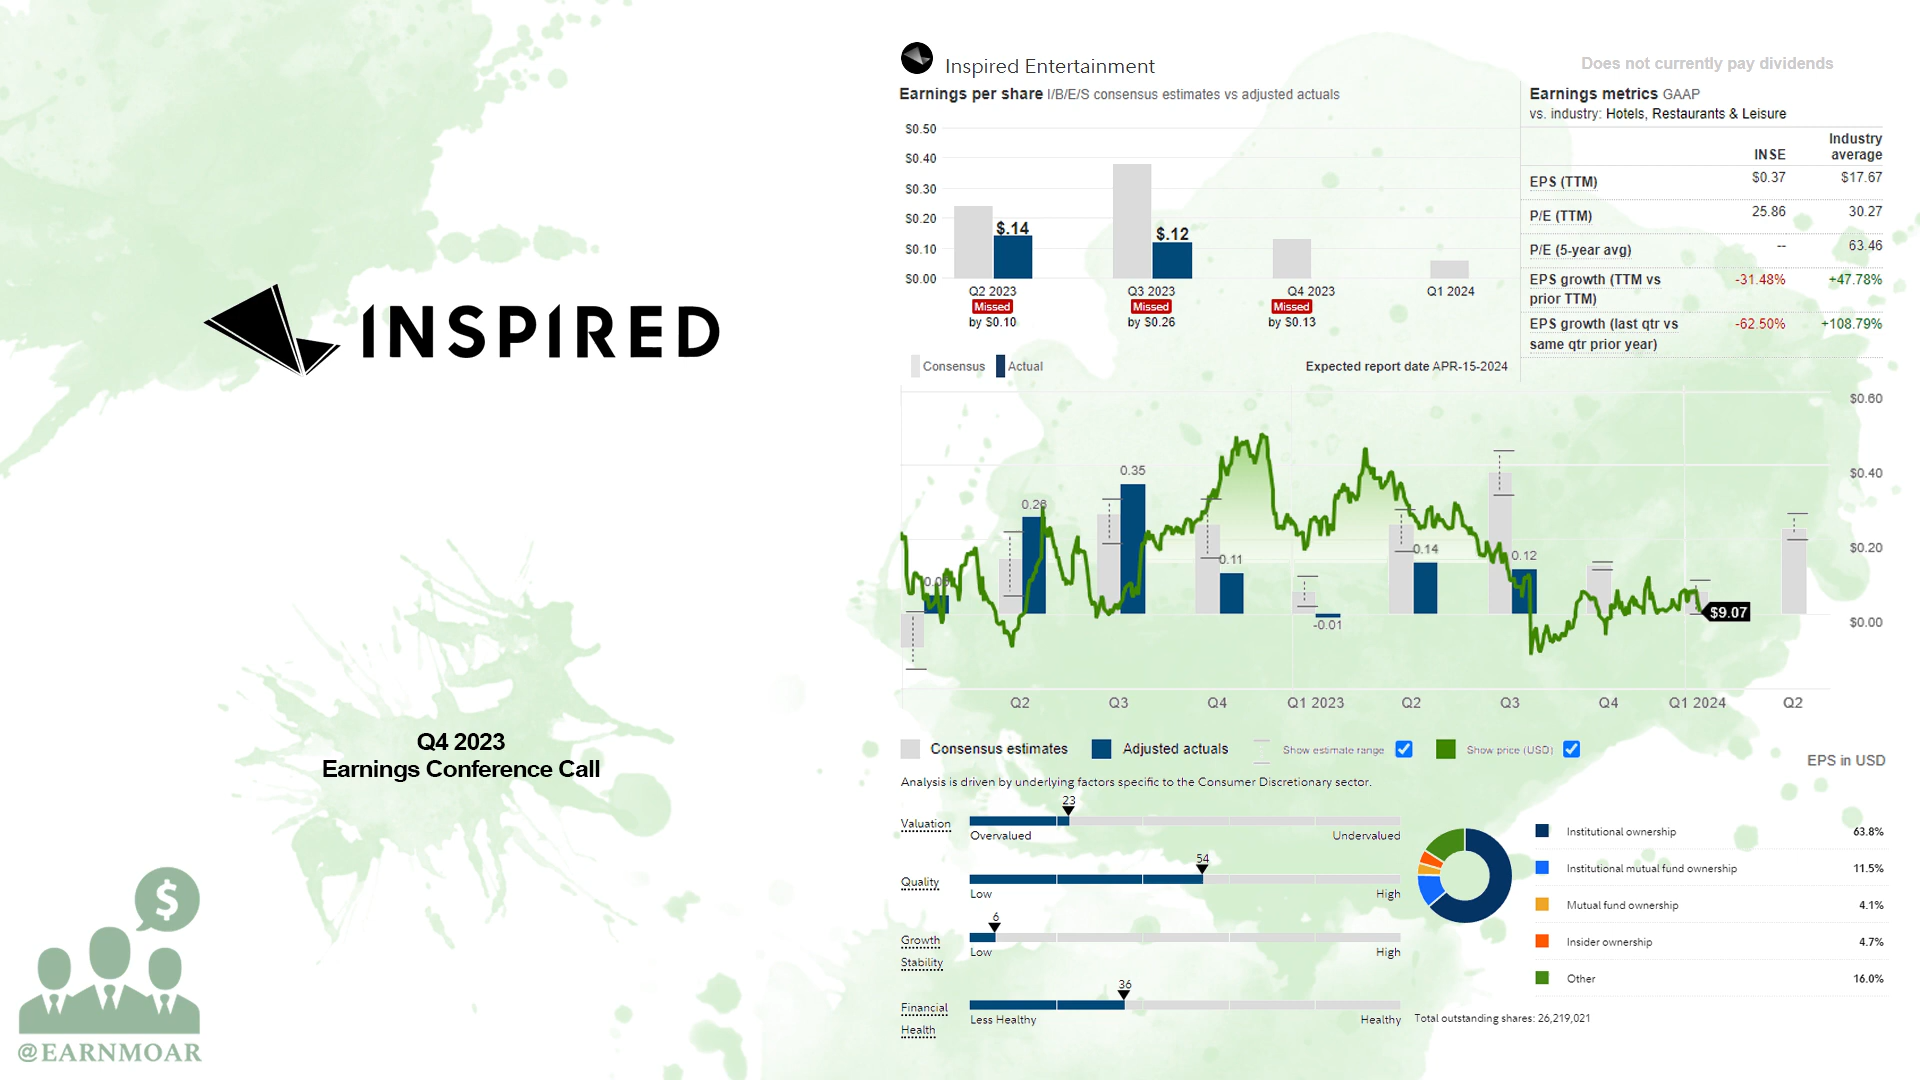 INSPIRED
Q4 2023
Earnings Conference Call
$
@EARNMOAR
Inspired Entertainment
Does not currently pay dividends
Earnings per share I/B/E/S consensus estimates vs adjusted actuals
$0.50
$0.40
$0.30
$0.20
$0.10
$0.00
$.14
$.12
Q2 2023
Q3 2023
Q4 2023
Q1 2024
Missed
Missed
Missed
by $0.10
by $0.26
by $0.13
Consensus
Actual
Expected report date APR-15-2024
Earnings metrics GAAP
vs. industry: Hotels, Restaurants & Leisure
INSE
Industry average
EPS (TTM) $0.37 $17.67
P/E (TTM) 25.86 30.27
P/E (5-year avg) -- 63.46
EPS growth (TTM vs prior TTM) -31.48% +47.78%
EPS growth (last qtr vs same qtr prior year) -62.50% +108.79%
$0.60
$0.40
$0.20
$0.00
0.35
0.11
-0.01
0.14
0.12
$9.07
Q2
Q3
Q4
Q1 2023
Q2
Q3
Q4
Q1 2024
Q2
Consensus estimates
Adjusted actuals
Show estimate range
Show price (USD)
EPS in USD
Analysis is driven by underlying factors specific to the Consumer Discretionary sector.
Valuation
23
Overvalued
Undervalued
Quality
54
Low
High
Growth Stability
6
Low
High
Financial Health
36
Less Healthy
Healthy
Institutional ownership 63.8%
Institutional mutual fund ownership 11.5%
Mutual fund ownership 4.1%
Insider ownership 4.7%
Other 16.0%
Total outstanding shares: 26,219,021